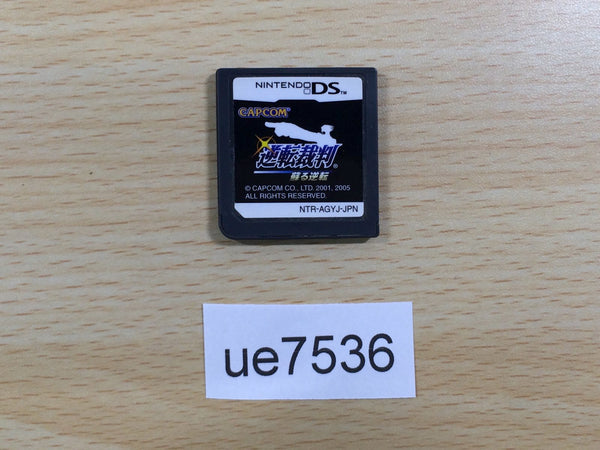 NINTENDO DS™
CAPCOM®
逆転裁判®
蘇る逆転
© CAPCOM CO., LTD. 2001, 2005
ALL RIGHTS RESERVED.
NTR-AGYJ-JPN
ue7536